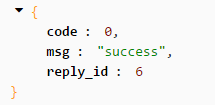 {
code : 0,
msg : "success",
reply_id : 6
}